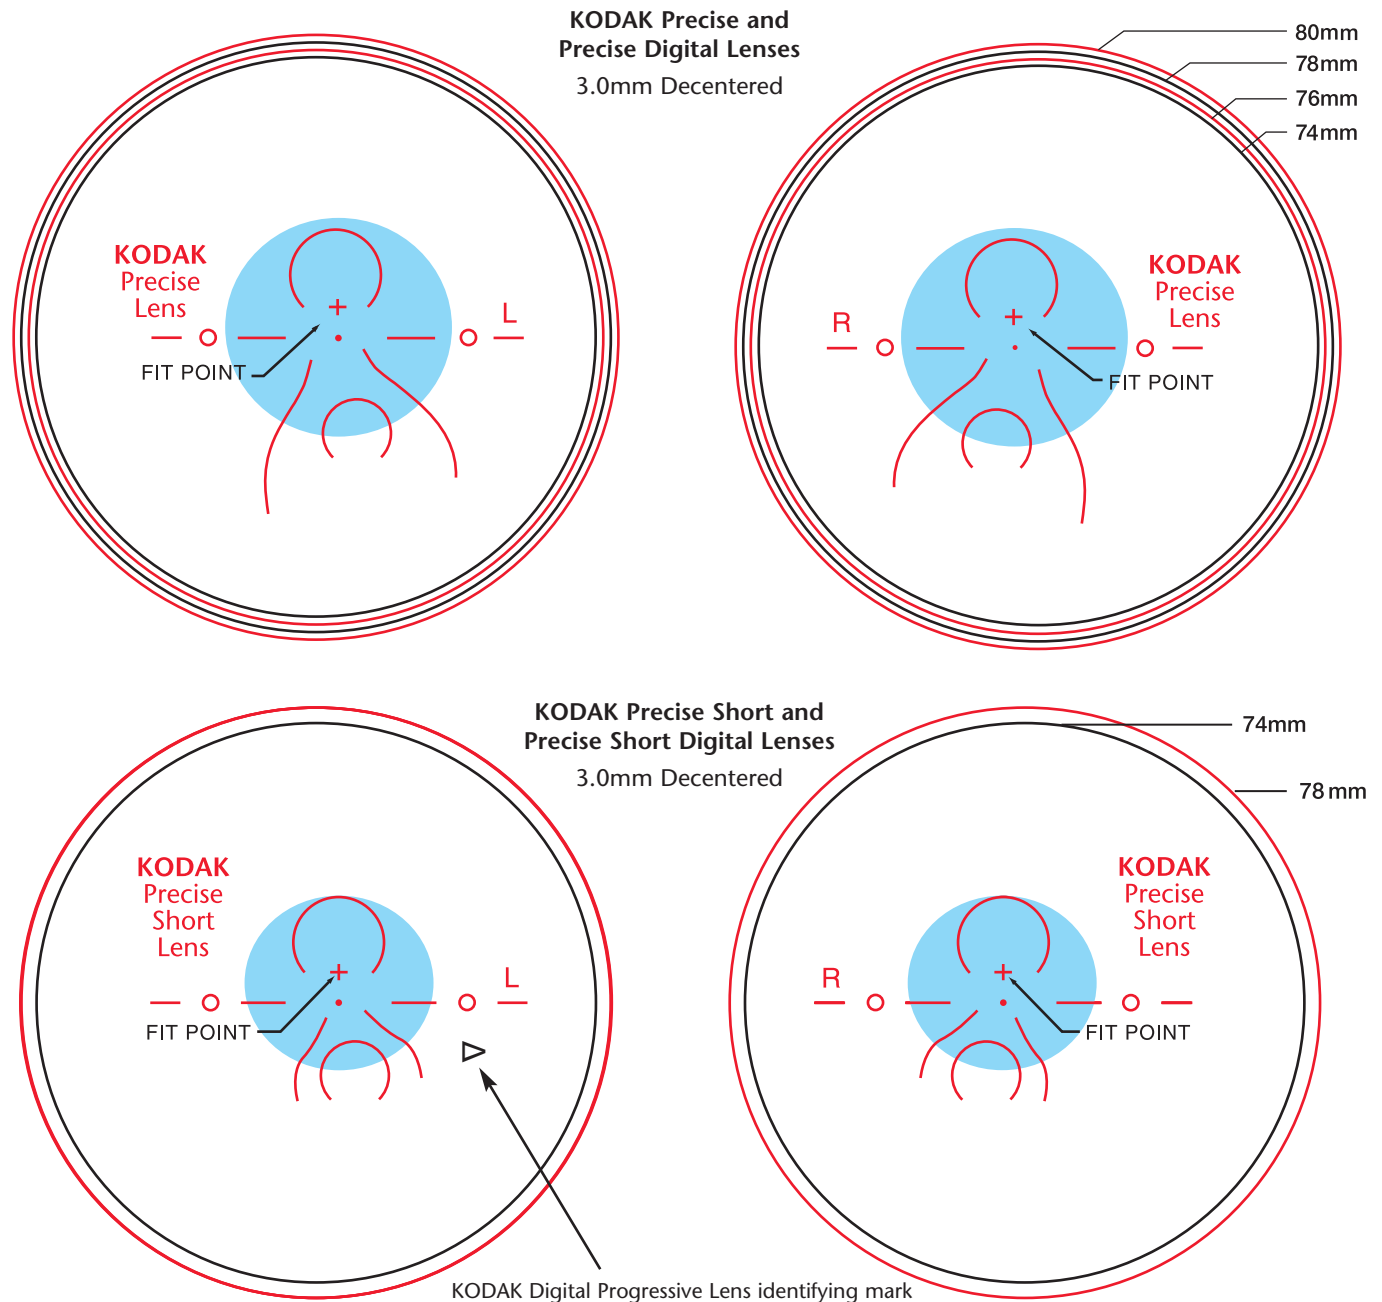 KODAK Precise and
Precise Digital Lenses
3.0mm Decentered
80mm
78mm
76mm
74mm
KODAK
Precise
Lens
L
FIT POINT
KODAK
Precise
Lens
R
FIT POINT
KODAK Precise Short and
Precise Short Digital Lenses
3.0mm Decentered
74mm
78mm
KODAK
Precise
Short
Lens
L
FIT POINT
KODAK
Precise
Short
Lens
R
FIT POINT
KODAK Digital Progressive Lens identifying mark